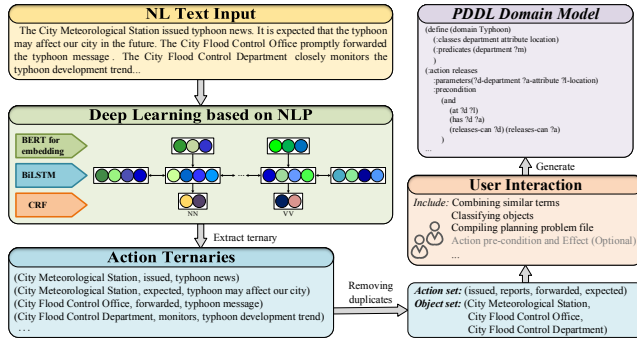 NL Text Input
The City Meteorological Station issued typhoon news. It is expected that the typhoon
may affect our city in the future. The City Flood Control Office promptly forwarded
the typhoon message . The City Flood Control Department closely monitors the
typhoon development trend...
Deep Learning based on NLP
BERT for
embedding
BiLSTM
CRF
...
NN
VV
Extract ternary
Action Ternaries
(City Meteorological Station, issued, typhoon news)
(City Meteorological Station, expected, typhoon may affect our city)
(City Flood Control Office, forwarded, typhoon message)
(City Flood Control Department, monitors, typhoon development trend)
...
Removing
duplicates
Action set: (issued, reports, forwarded, expected)
Object set: (City Meteorological Station,
City Flood Control Office,
City Flood Control Department)
User Interaction
Include: Combining similar terms
Classifying objects
Compiling planning problem file
Action pre-condition and Effect (Optional)
...
Generate
PDDL Domain Model
(define (domain Typhoon)
(:classes department attribute location)
(:predicates (department ?m)
)
(:action releases
:parameters(?d-department ?a-attribute ?l-location)
:precondition
(and
(at ?d ?l)
(has ?d ?a)
(releases-can ?d) (releases-can ?a)
)
...